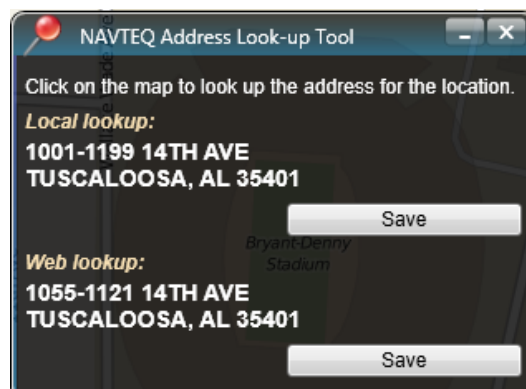 NAVTEQ Address Look-up Tool
Click on the map to look up the address for the location.
Local lookup:
1001-1199 14TH AVE
TUSCALOOSA, AL 35401
Save
Bryant-Denny
Stadium
Web lookup:
1055-1121 14TH AVE
TUSCALOOSA, AL 35401
Save